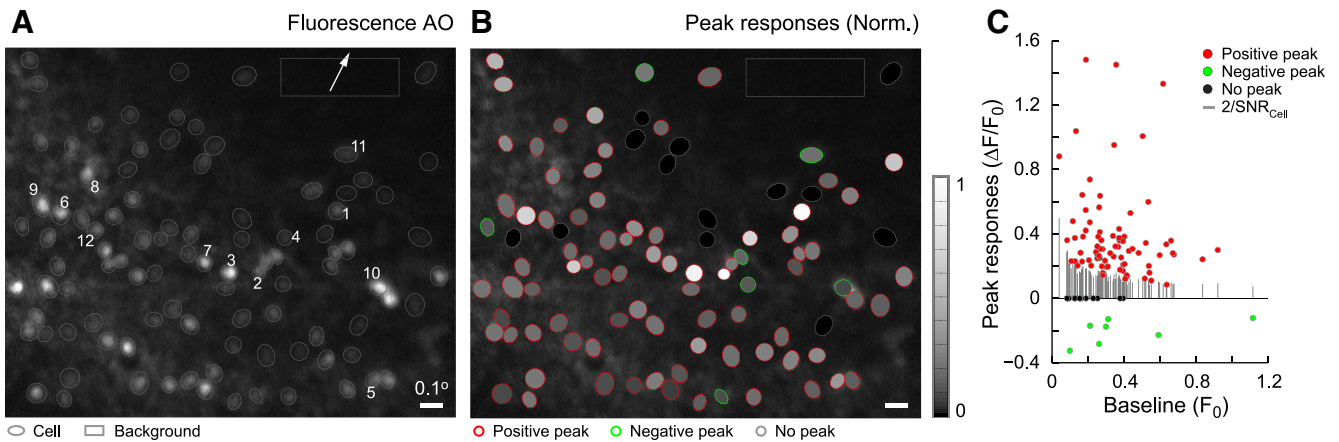 A
Fluorescence AO
11
9
6
8
1
12
7
3
4
2
10
5
0.1°
Cell
Background
B
Peak responses (Norm.)
1
0
Positive peak
Negative peak
No peak
C
Positive peak
Negative peak
No peak
2/SNRCell
Peak responses (ΔF/F0)
1.6
1.2
0.8
0.4
0
−0.4
0 0.4 0.8 1.2
Baseline (F0)